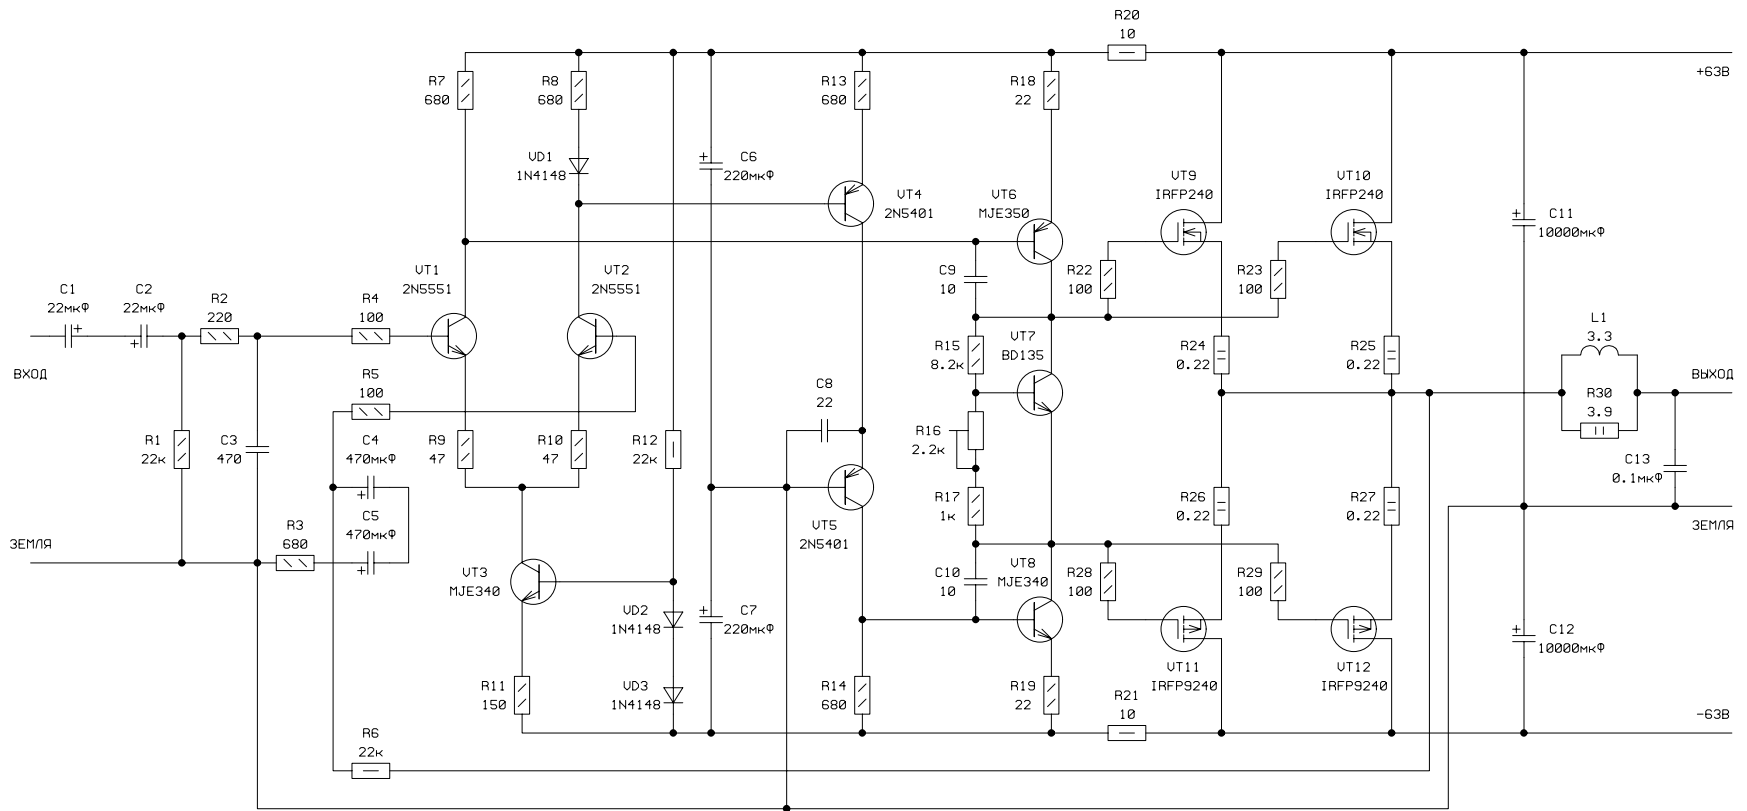 R20
10
+63В
R7
680
R8
680
R13
680
R18
22
VD1
1N4148
C6
220мкФ
VT4
2N5401
VT6
MJE350
VT9
IRFP240
VT10
IRFP240
C11
10000мкФ
VT1
2N5551
VT2
2N5551
C9
10
R22
100
R23
100
C1
22мкФ
C2
22мкФ
R2
220
R4
100
L1
3.3
R15
8.2к
VT7
BD135
R24
0.22
R25
0.22
ВХОД
R5
100
C8
22
ВЫХОД
R30
3.9
R1
22к
C3
470
C4
470мкФ
R9
47
R10
47
R12
22к
R16
2.2к
C13
0.1мкФ
R17
1к
R26
0.22
R27
0.22
C5
470мкФ
VT5
2N5401
ЗЕМЛЯ
R3
680
ЗЕМЛЯ
VT3
MJE340
C10
10
VT8
MJE340
R28
100
R29
100
VD2
1N4148
C7
220мкФ
C12
10000мкФ
VT11
IRFP9240
VT12
IRFP9240
R11
150
VD3
1N4148
R14
680
R19
22
R21
10
-63В
R6
22к